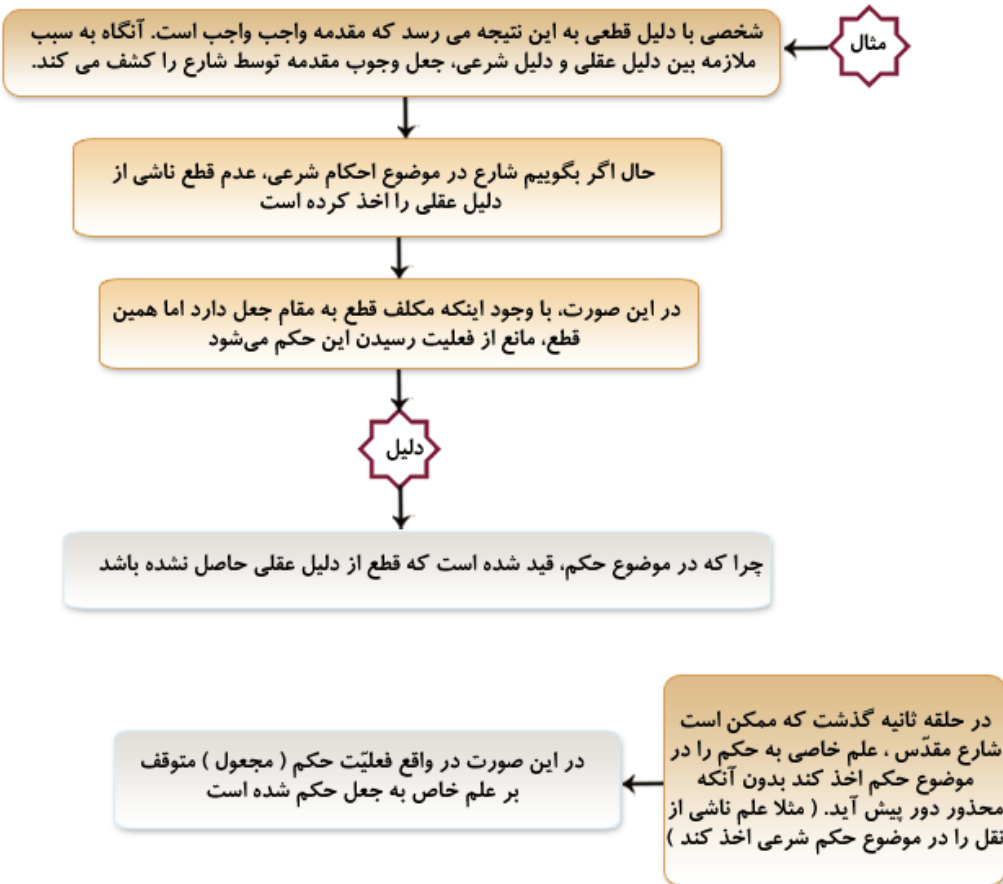 مثال
شخصی با دلیل قطعی به این نتیجه می رسد که مقدمه واجب واجب است. آنگاه به سبب
ملازمه بین دلیل عقلی و دلیل شرعی، جعل وجوب مقدمه توسط شارع را کشف می کند.
حال اگر بگوییم شارع در موضوع احکام شرعی، عدم قطع ناشی از
دلیل عقلی را اخذ کرده است
در این صورت، با وجود اینکه مکلف قطع به مقام جعل دارد اما همین
قطع، مانع از فعلیت رسیدن این حکم می‌شود
دلیل
چرا که در موضوع حکم، قید شده است که قطع از دلیل عقلی حاصل نشده باشد
در حلقه ثانیه گذشت که ممکن است
شارع مقدّس ، علم خاصی به حکم را در
موضوع حکم اخذ کند بدون آنکه
محذور دور پیش آید. ( مثلا علم ناشی از
نقل را در موضوع حکم شرعی اخذ کند )
در این صورت در واقع فعلیّت حکم ( مجعول ) متوقف
بر علم خاص به جعل حکم شده است